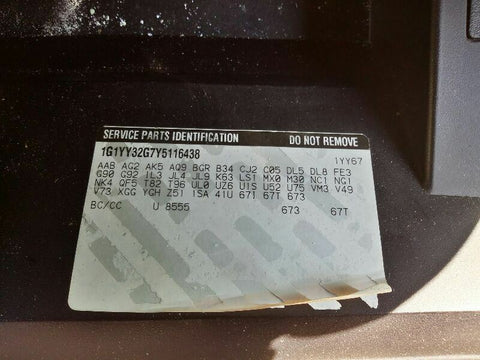 SERVICE PARTS IDENTIFICATION DO NOT REMOVE
1G1YY32G7Y5116438 1YY67
AAB AG2 AK5 AQ9 BGR B34 CJ2 C05 DL5 DL8 FE3
G90 G92 IL3 JL4 JL9 K63 LS1 MX0 M30 NC1 NG1
NK4 QF5 T82 T96 UL0 UZ6 U1S U52 U75 VM3 V49
V73 XGG YGH Z51 1SA 41U 67I 67T 673
BC/CC U 8555 673 67T